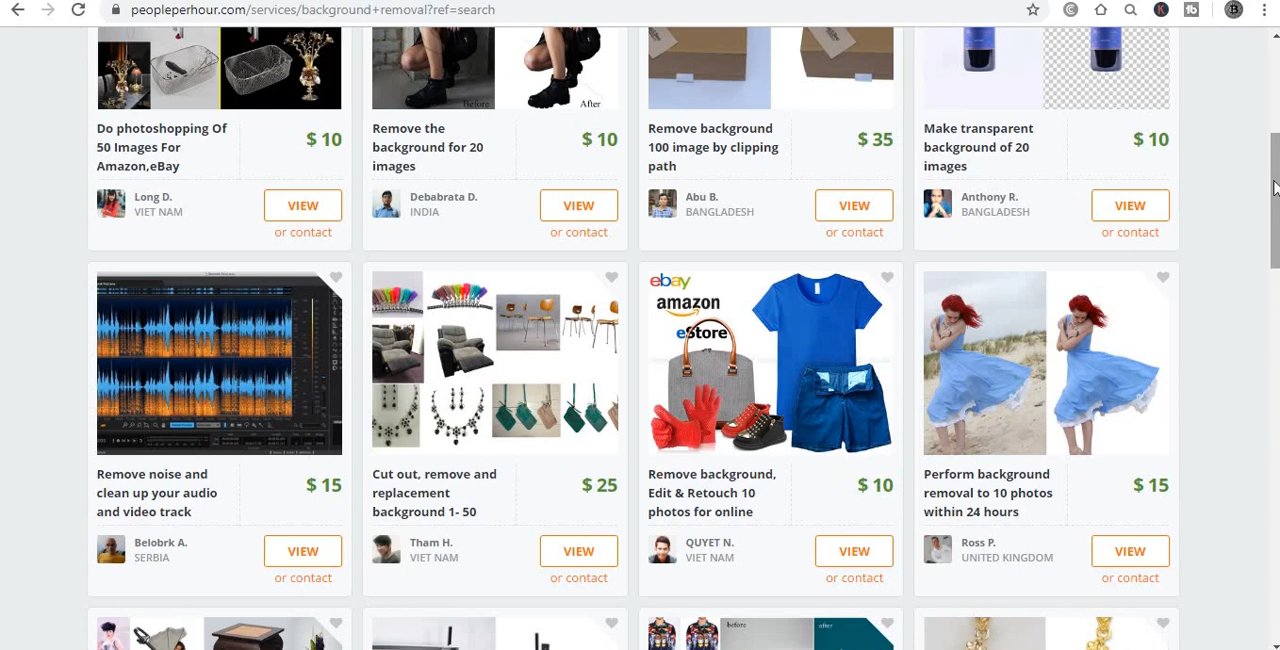 peopleperhour.com/services/background+removal?ref=search
Before
After
Do photoshopping Of
50 Images For
Amazon,eBay
$ 10
Long D.
VIET NAM
VIEW
or contact
Remove the
background for 20
images
$ 10
Debabrata D.
INDIA
VIEW
or contact
Remove background
100 image by clipping
path
$ 35
Abu B.
BANGLADESH
VIEW
or contact
Make transparent
background of 20
images
$ 10
Anthony R.
BANGLADESH
VIEW
or contact
Remove noise and
clean up your audio
and video track
$ 15
Belobrk A.
SERBIA
VIEW
or contact
Cut out, remove and
replacement
background 1- 50
$ 25
Tham H.
VIET NAM
VIEW
or contact
ebay
amazon
eStore
Remove background,
Edit & Retouch 10
photos for online
$ 10
QUYET N.
VIET NAM
VIEW
or contact
Perform background
removal to 10 photos
within 24 hours
$ 15
Ross P.
UNITED KINGDOM
VIEW
or contact
before
after